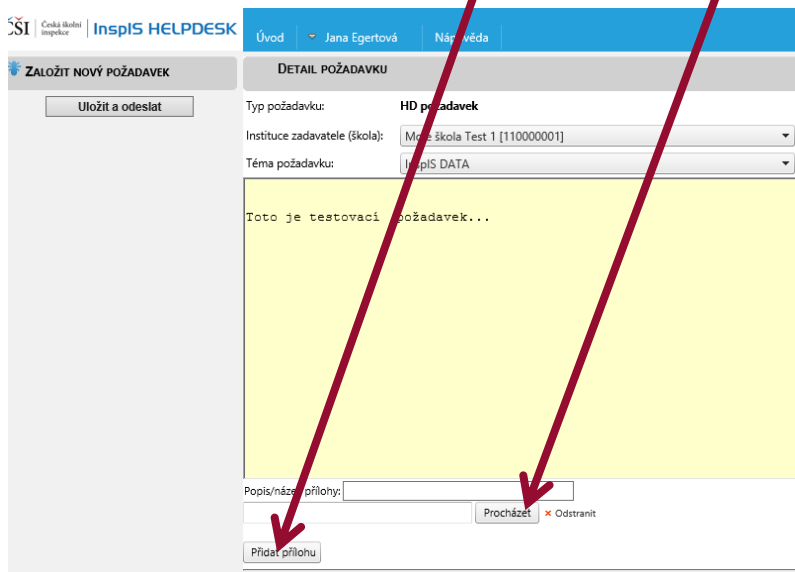 ČŠI Česká školní inspekce InspIS HELPDESK
Úvod Jana Egertová Nápověda
ZALOŽIT NOVÝ POŽADAVEK
Uložit a odeslat
DETAIL POŽADAVKU
Typ požadavku: HD požadavek
Instituce zadavatele (škola): Moje škola Test 1 [110000001]
Téma požadavku: InspIS DATA
Toto je testovací požadavek...
Popis/název přílohy:
Procházet × Odstranit
Přidat přílohu